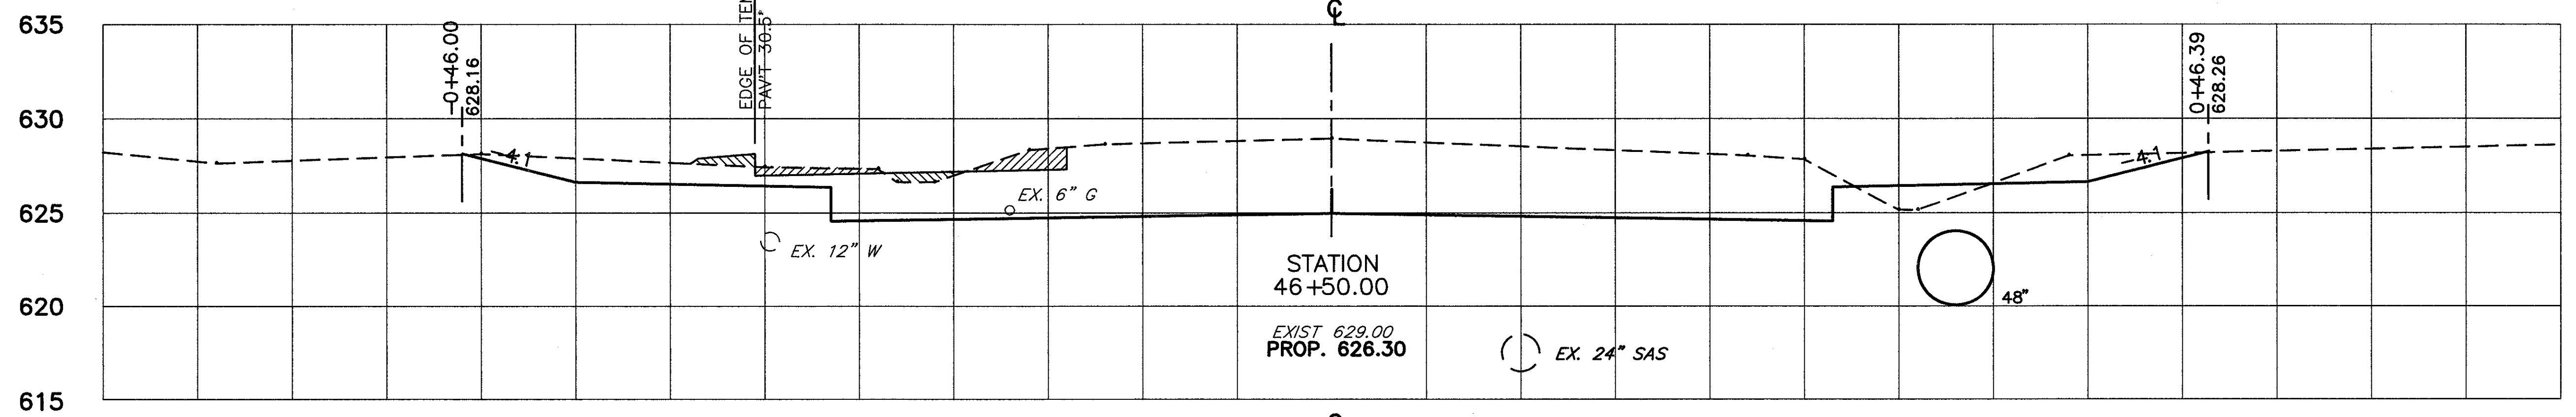 635
630
625
620
615
-0+46.00
628.16
4:1
EDGE OF TEM
PAV'T 30.5'
EX. 12" W
EX. 6" G
℄
STATION
46+50.00
EXIST 629.00
PROP. 626.30
EX. 24" SAS
48"
4:1
0+46.39
628.26